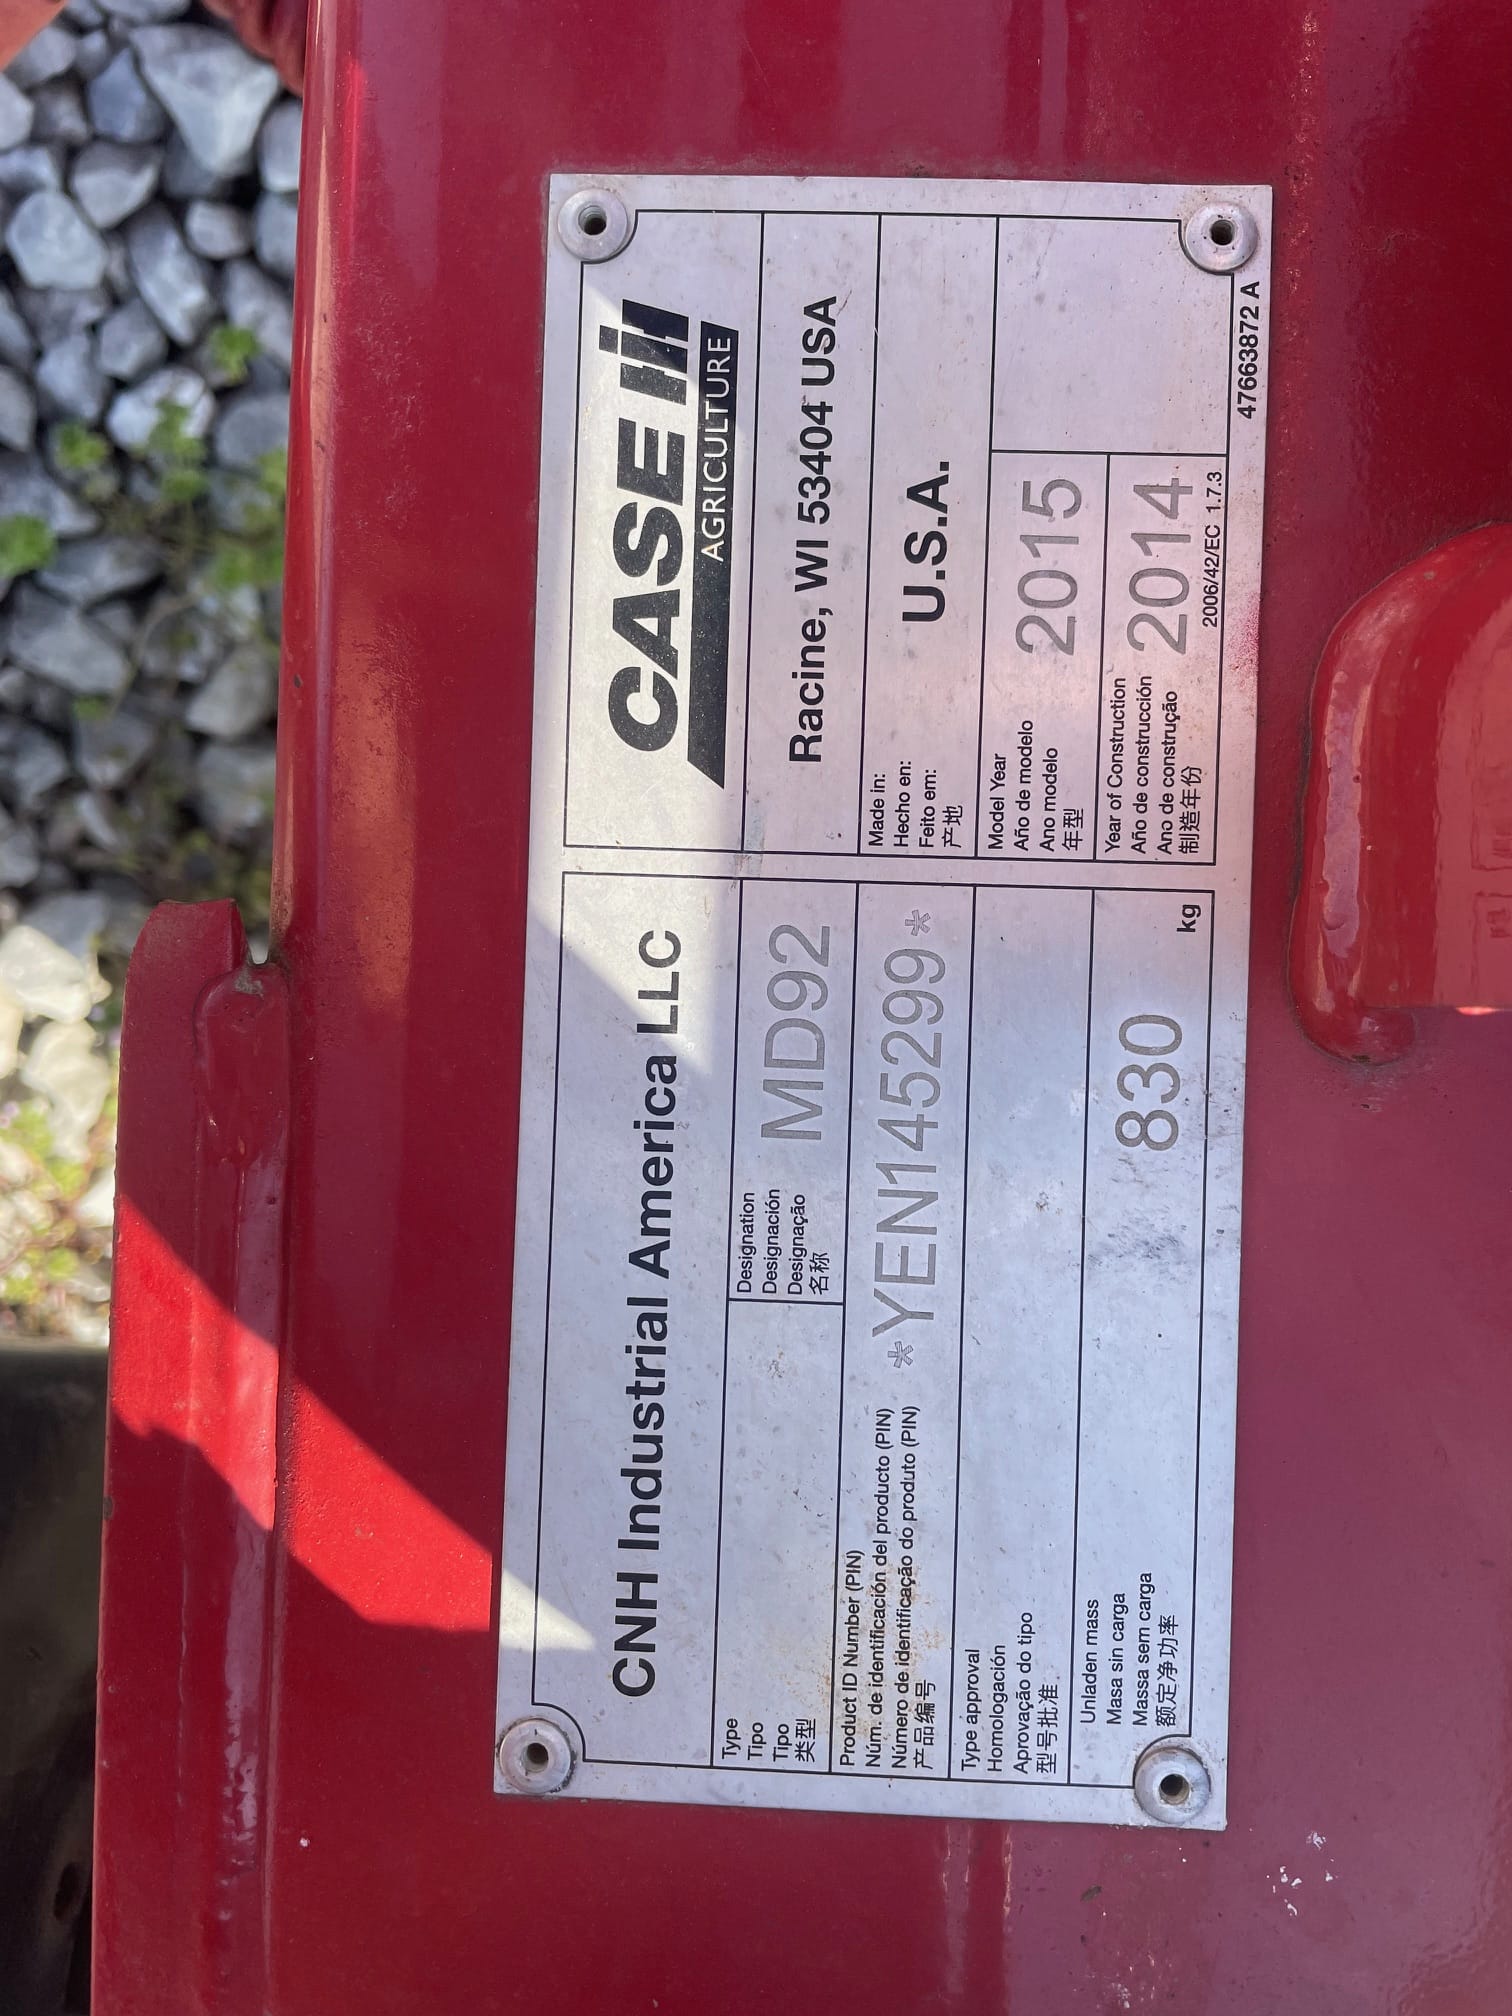 CNH Industrial America LLC
Type
Tipo
Tipo
类型
Designation
Designación
Designação
名称
MD92
Product ID Number (PIN)
Núm. de identificación del producto (PIN)
Número de identificação do produto (PIN)
产品编号
*YEN145299*
Type approval
Homologación
Aprovação do tipo
型号批准
Unladen mass
Masa sin carga
Massa sem carga
额定净功率
830
kg
CASE IH
AGRICULTURE
Racine, WI 53404 USA
Made in:
Hecho en:
Feito em:
产地
U.S.A.
Model Year
Año de modelo
Ano modelo
年型
2015
Year of Construction
Año de construcción
Ano de construção
制造年份
2014
2006/42/EC 1.7.3
47663872 A